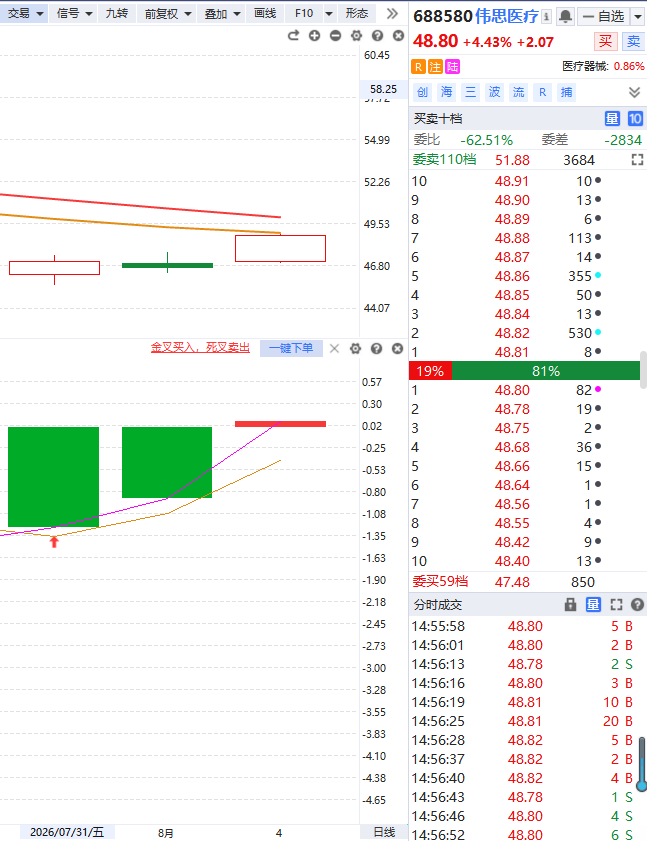 交易 信号 九转 前复权 叠加 画线 F10 形态
60.45
58.25
57.72
54.99
52.26
49.53
46.80
44.07
金叉买入，死叉卖出 一键下单
0.57
0.30
0.02
-0.25
-0.53
-0.80
-1.08
-1.35
-1.63
-1.90
-2.18
-2.45
-2.73
-3.00
-3.28
-3.55
-3.83
-4.10
-4.38
-4.65
2026/07/31/五 8月 4 日线
688580 伟思医疗 自选
48.80 +4.43% +2.07 买 卖
R 注 融 医疗器械: 0.86%
创 海 三 波 流 R 捕
买卖十档 量 10
委比 -62.51% 委差 -2834
委卖110档 51.88 3684
10 48.91 10
9 48.90 13
8 48.89 6
7 48.88 113
6 48.87 14
5 48.86 355
4 48.85 50
3 48.84 13
2 48.82 530
1 48.81 8
19% 81%
1 48.80 82
2 48.78 19
3 48.75 2
4 48.68 36
5 48.66 15
6 48.64 1
7 48.56 1
8 48.55 4
9 48.42 9
10 48.40 13
委买59档 47.48 850
分时成交 量
14:55:58 48.80 5 B
14:56:01 48.80 2 B
14:56:13 48.78 2 S
14:56:16 48.80 3 B
14:56:19 48.81 10 B
14:56:25 48.81 20 B
14:56:28 48.82 5 B
14:56:37 48.82 2 B
14:56:40 48.82 4 B
14:56:43 48.78 1 S
14:56:46 48.80 4 S
14:56:52 48.80 6 S